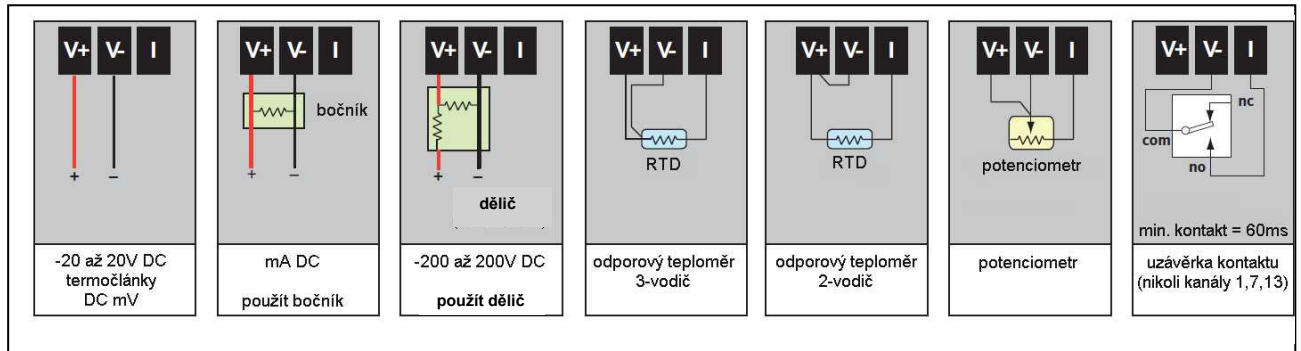 V+ V- I
+ –
-20 až 20V DC
termočlánky
DC mV
V+ V- I
bočník
+ –
mA DC
použít bočník
V+ V- I
+ –
dělič
-200 až 200V DC
použít dělič
V+ V- I
RTD
odporový teploměr
3-vodič
V+ V- I
RTD
odporový teploměr
2-vodič
V+ V- I
potenciometr
potenciometr
V+ V- I
nc
com
no
min. kontakt = 60ms
uzávěrka kontaktu
(nikoli kanály 1,7,13)